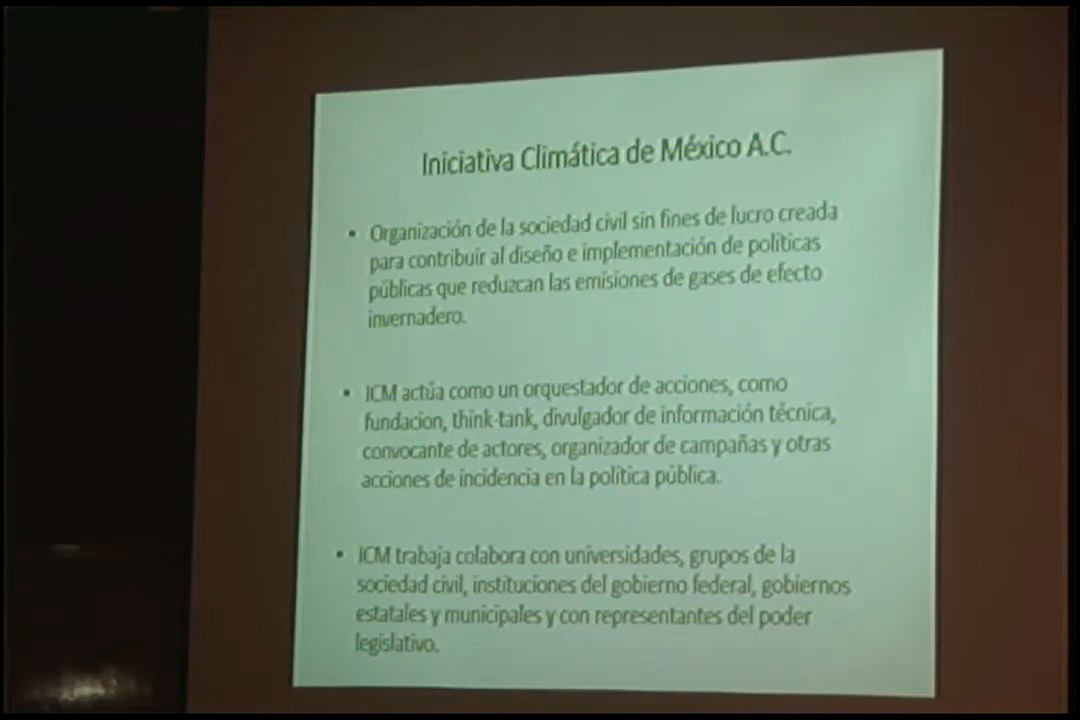 Iniciativa Climática de México A.C.
• Organización de la sociedad civil sin fines de lucro creada
para contribuir al diseño e implementación de políticas
públicas que reduzcan las emisiones de gases de efecto
invernadero.
• ICM actúa como un orquestador de acciones, como
fundacion, think-tank, divulgador de información técnica,
convocante de actores, organizador de campañas y otras
acciones de incidencia en la política pública.
• ICM trabaja colabora con universidades, grupos de la
sociedad civil, instituciones del gobierno federal, gobiernos
estatales y municipales y con representantes del poder
legislativo.